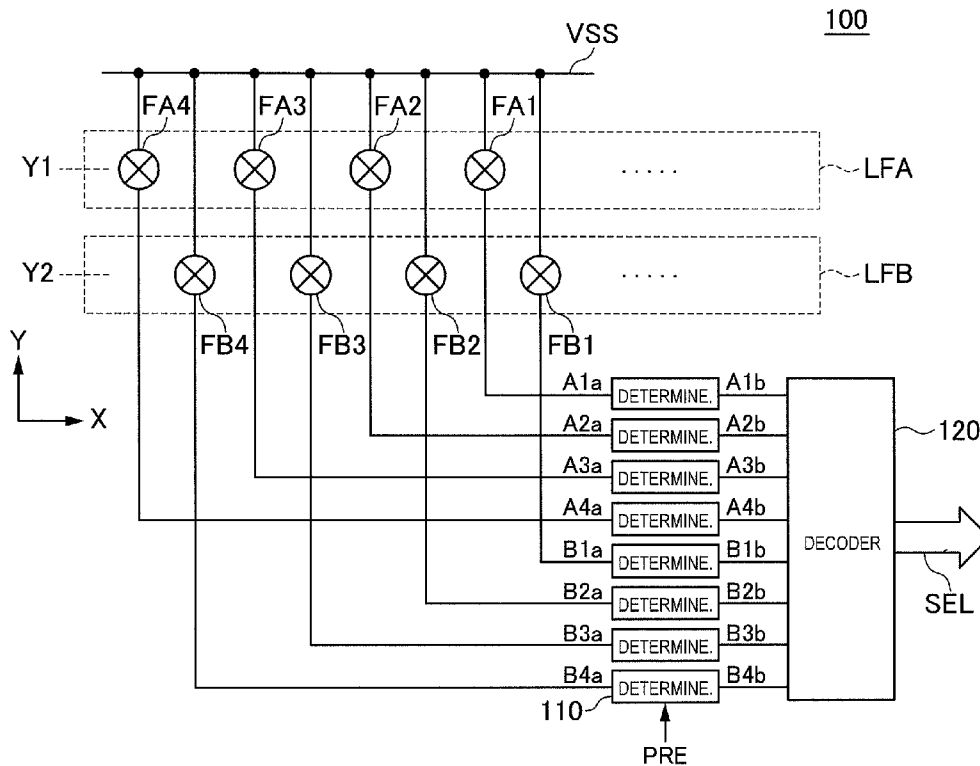 100
VSS
FA4 FA3 FA2 FA1
Y1 ..... LFA
Y2 ..... LFB
FB4 FB3 FB2 FB1
Y
X
A1a DETERMINE. A1b
A2a DETERMINE. A2b
A3a DETERMINE. A3b
A4a DETERMINE. A4b
B1a DETERMINE. B1b
B2a DETERMINE. B2b
B3a DETERMINE. B3b
B4a DETERMINE. B4b
120
DECODER
SEL
110
PRE